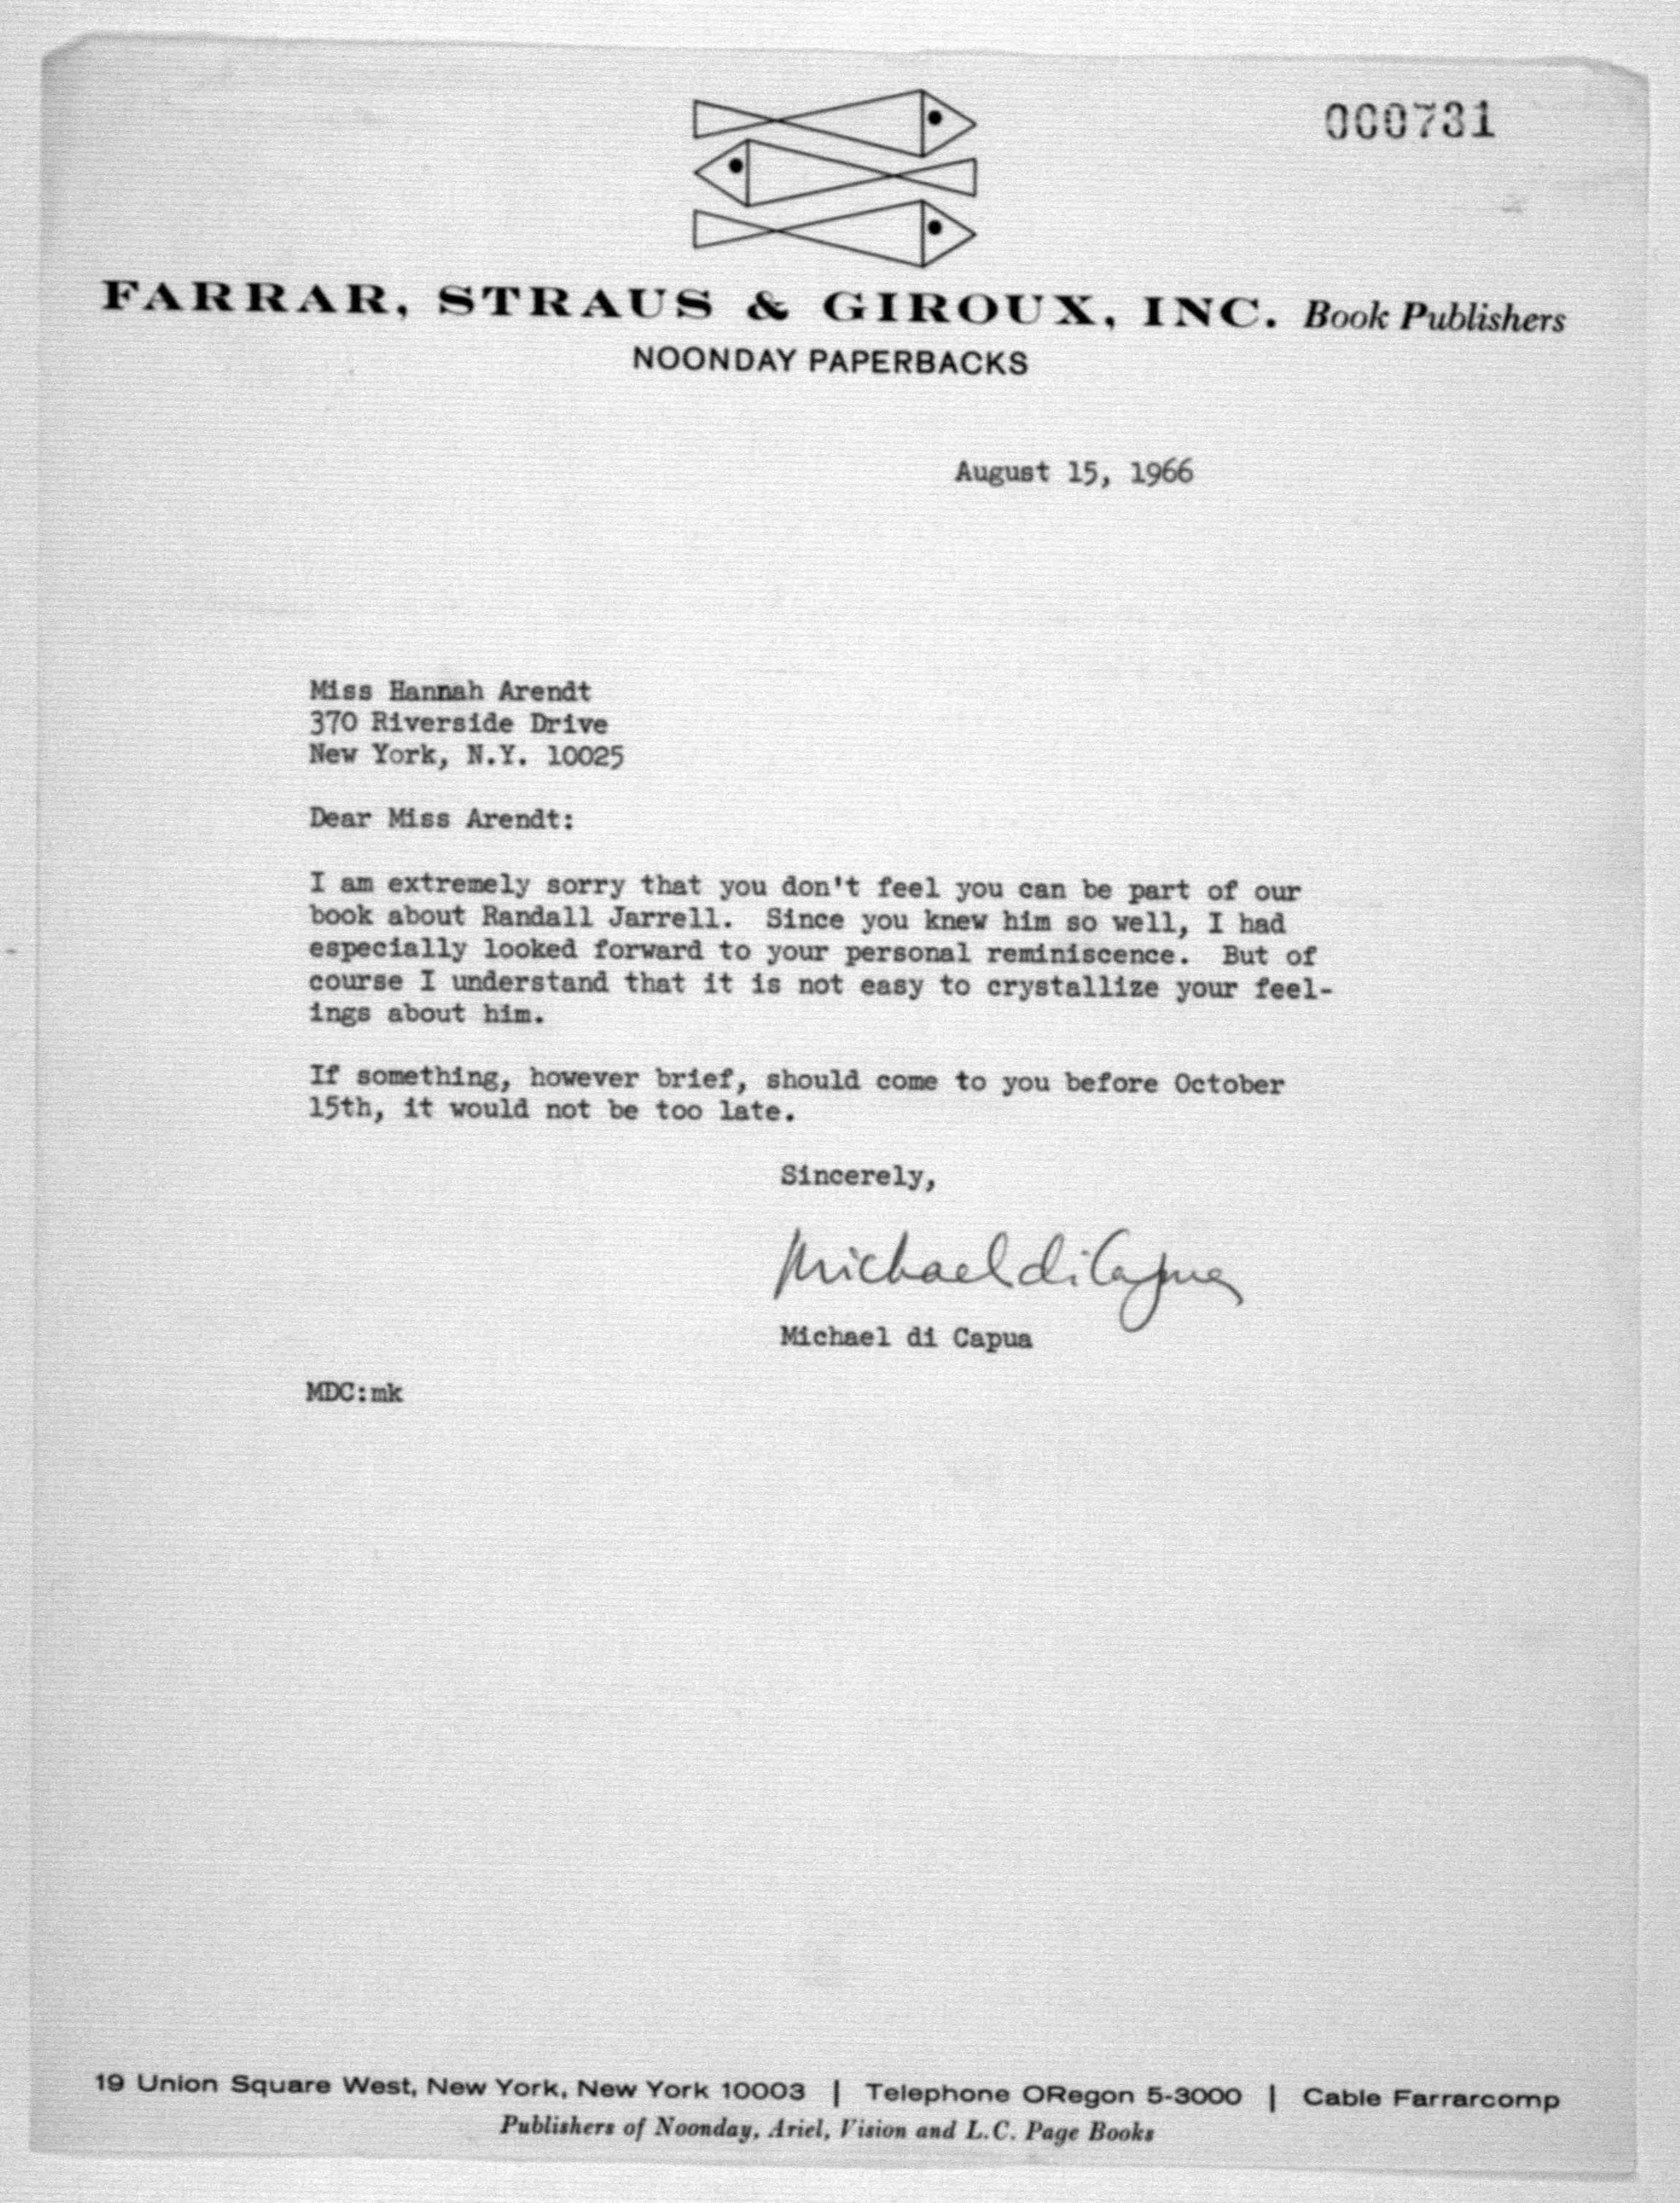 000731
FARRAR, STRAUS & GIROUX, INC. Book Publishers
NOONDAY PAPERBACKS
August 15, 1966
Miss Hannah Arendt
370 Riverside Drive
New York, N.Y. 10025
Dear Miss Arendt:
I am extremely sorry that you don't feel you can be part of our
book about Randall Jarrell. Since you knew him so well, I had
especially looked forward to your personal reminiscence. But of
course I understand that it is not easy to crystallize your feel-
ings about him.
If something, however brief, should come to you before October
15th, it would not be too late.
Sincerely,
Michael di Capua
Michael di Capua
MDC:mk
19 Union Square West, New York, New York 10003 | Telephone ORegon 5-3000 | Cable Farrarcomp
Publishers of Noonday, Ariel, Vision and L.C. Page Books